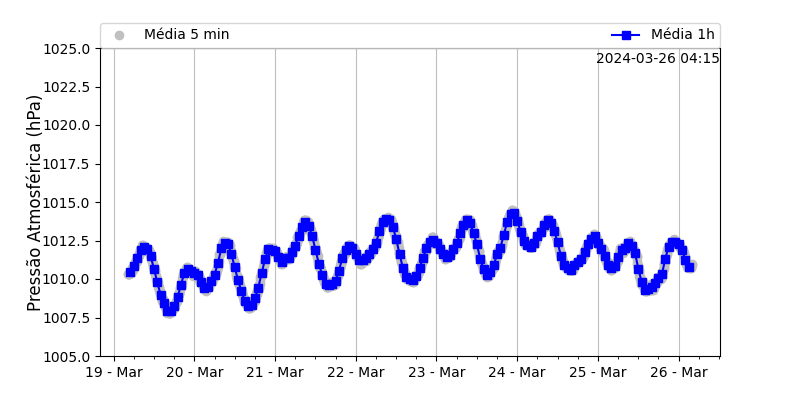 Média 5 min
Média 1h
2024-03-26 04:15
Pressão Atmosférica (hPa)
1025.0
1022.5
1020.0
1017.5
1015.0
1012.5
1010.0
1007.5
1005.0
19 - Mar
20 - Mar
21 - Mar
22 - Mar
23 - Mar
24 - Mar
25 - Mar
26 - Mar